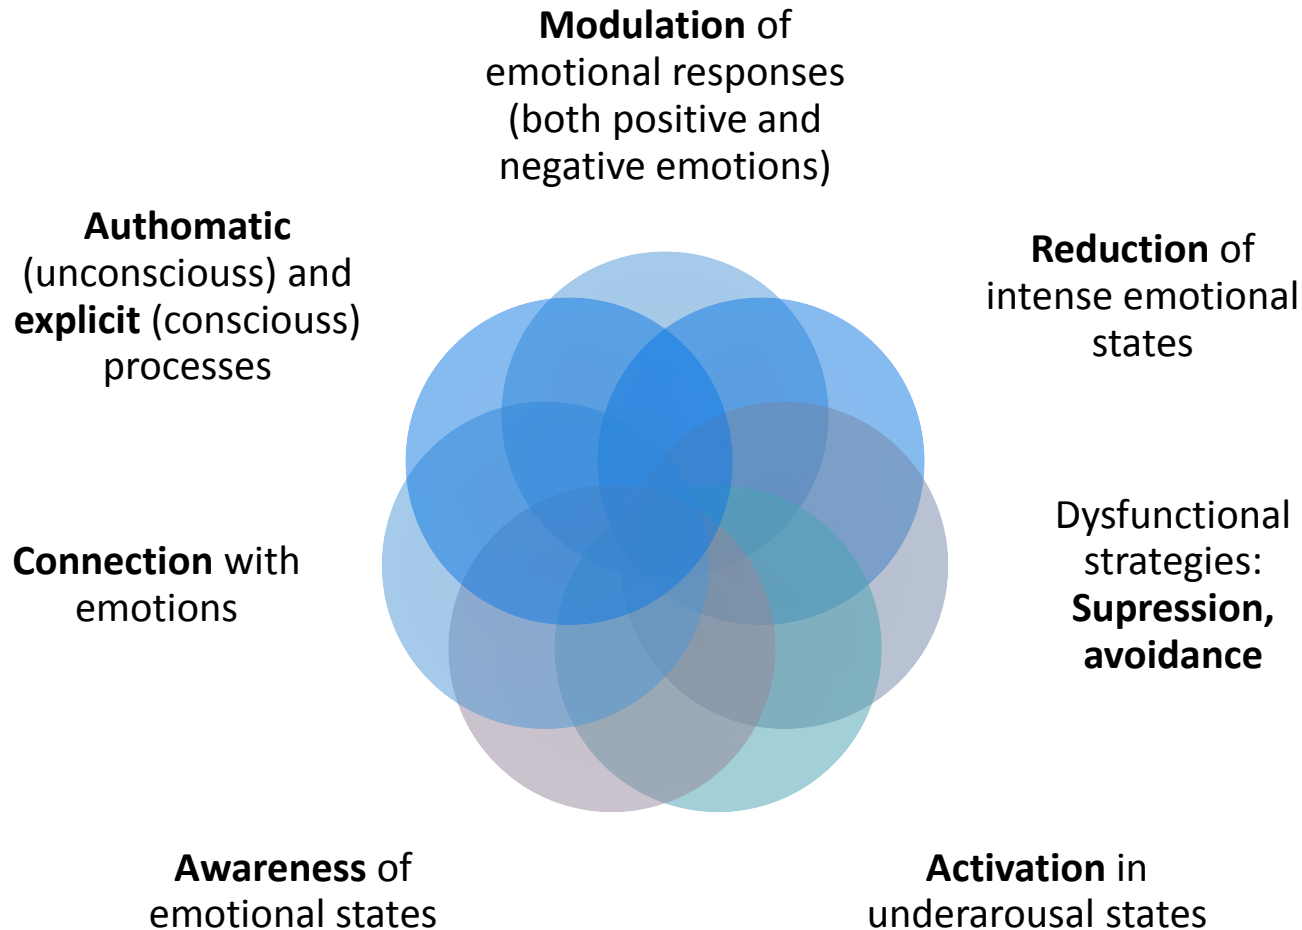 Modulation of
emotional responses
(both positive and
negative emotions)
Authomatic
(unconsciouss) and
explicit (consciouss)
processes
Reduction of
intense emotional
states
Connection with
emotions
Dysfunctional
strategies:
Supression,
avoidance
Awareness of
emotional states
Activation in
underarousal states